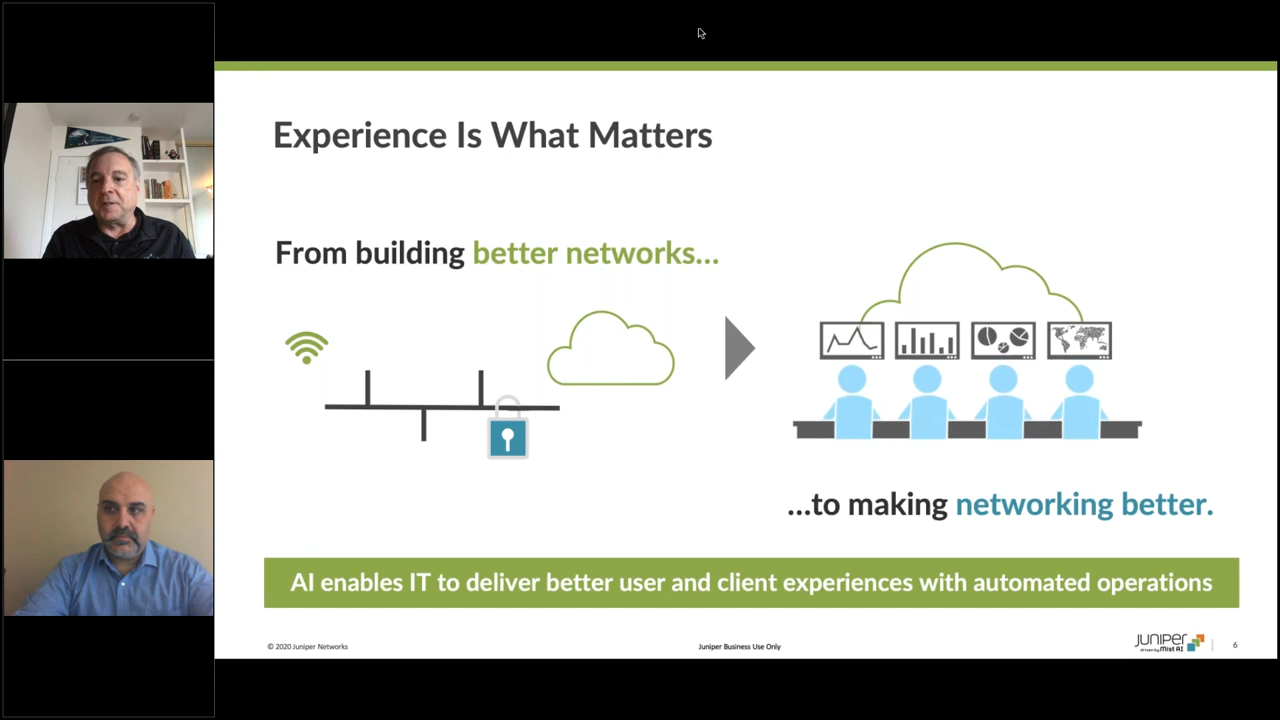 Experience Is What Matters
From building better networks...
...to making networking better.
AI enables IT to deliver better user and client experiences with automated operations
© 2020 Juniper Networks
Juniper Business Use Only
JUNIPEr
driven by Mist AI
6